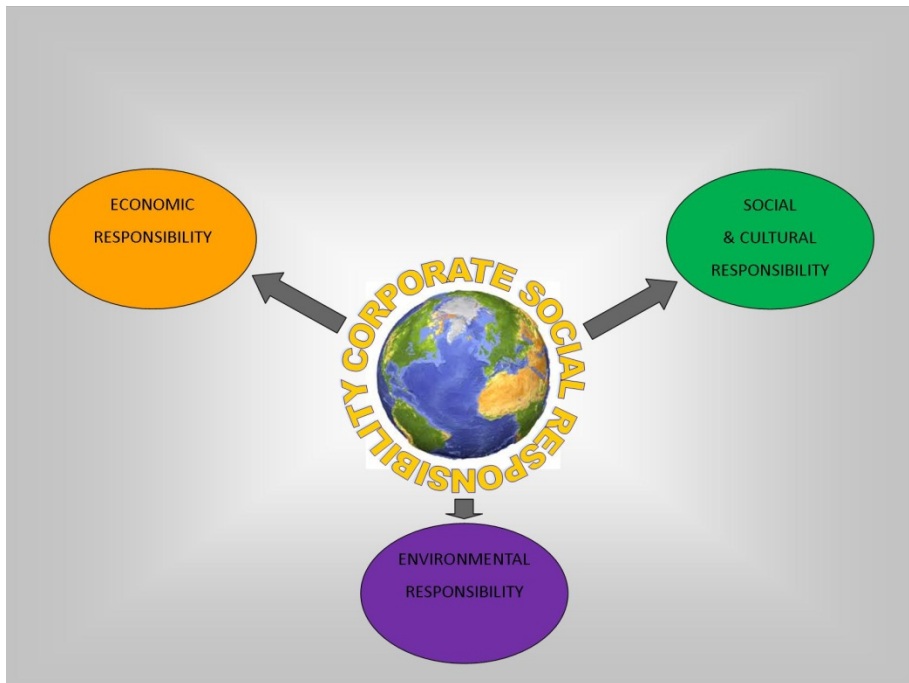 ECONOMIC
RESPONSIBILITY
SOCIAL
& CULTURAL
RESPONSIBILITY
CORPORATE SOCIAL RESPONSIBILITY
ENVIRONMENTAL
RESPONSIBILITY